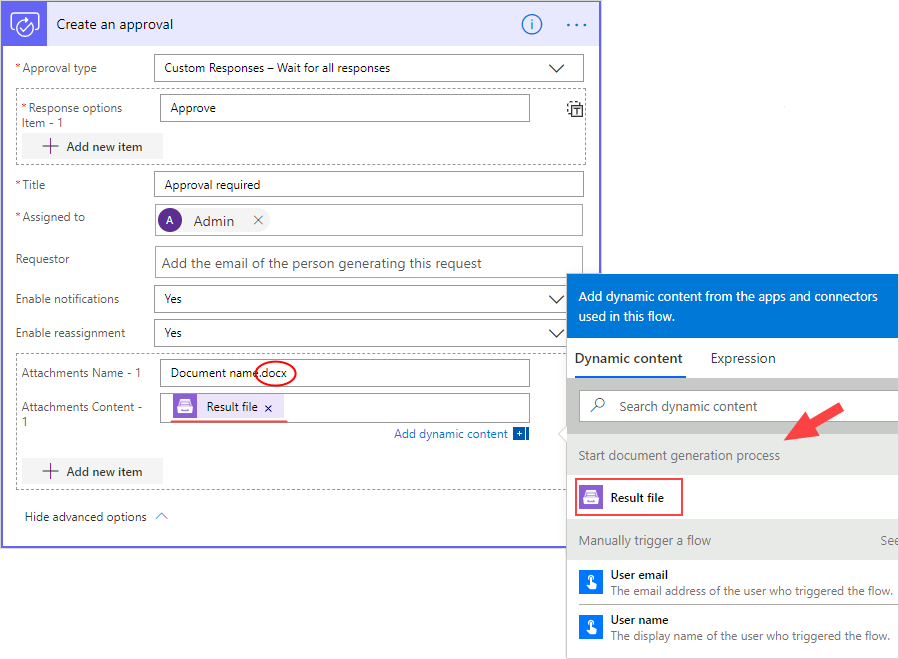 Create an approval
* Approval type
Custom Responses – Wait for all responses
* Response options
Item - 1
Approve
Add new item
* Title
Approval required
* Assigned to
A
Admin
Requestor
Add the email of the person generating this request
Enable notifications
Yes
Enable reassignment
Yes
Attachments Name - 1
Document name.docx
Attachments Content -
1
Result file
Add dynamic content
Add new item
Hide advanced options
Add dynamic content from the apps and connectors
used in this flow.
Dynamic content
Expression
Search dynamic content
Start document generation process
Result file
Manually trigger a flow
See
User email
The email address of the user who triggered the flow.
User name
The display name of the user who triggered the flow.